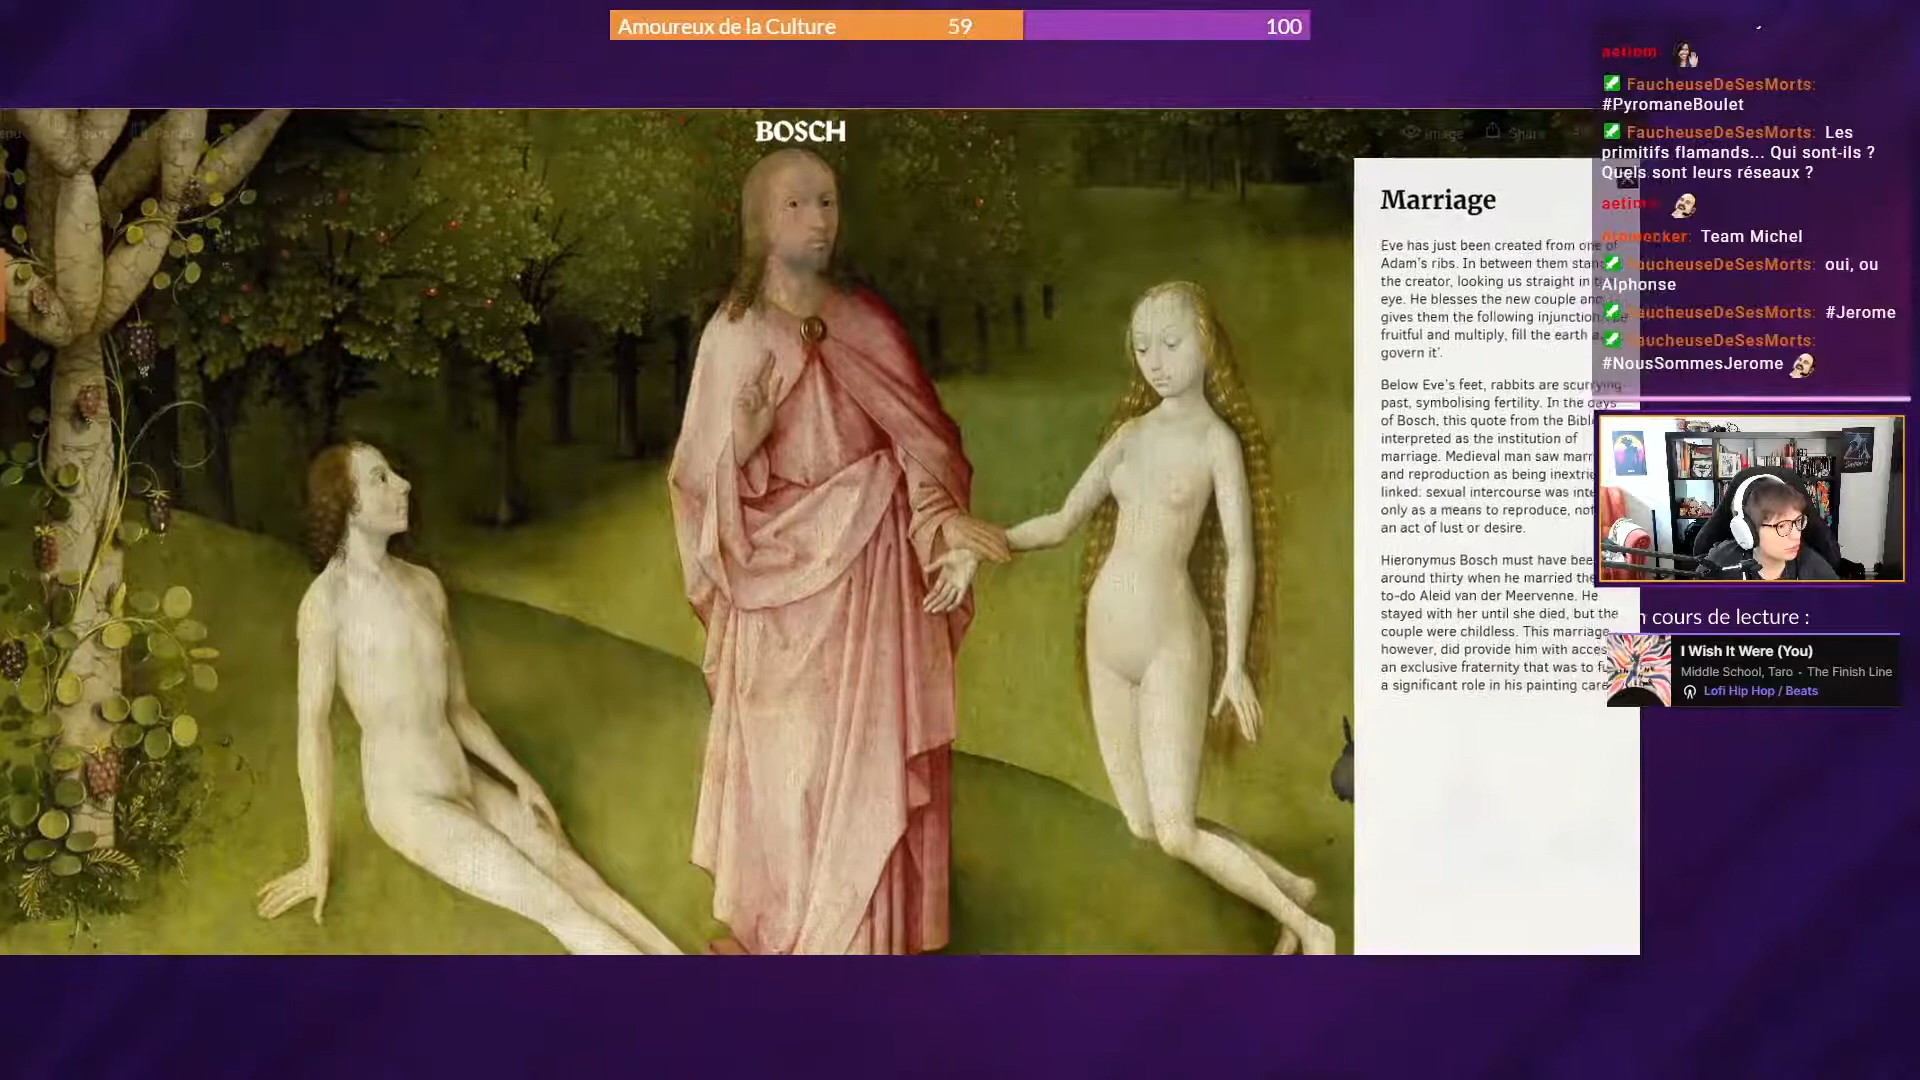 Amoureux de la Culture 59 100
BOSCH
Image Share
Marriage
Eve has just been created from one of
Adam's ribs. In between them
the creator, looking us straight in
eye. He blesses the new couple and
gives them the following injunction
fruitful and multiply, fill the earth
govern it'.
Below Eve's feet, rabbits are scurrying
past, symbolising fertility. In the days
of Bosch, this quote from the
interpreted as the institution of
marriage. Medieval man saw
and reproduction as being
linked: sexual intercourse was
only as a means to reproduce, not
an act of lust or desire.
Hieronymus Bosch must have
around thirty when he married
to-do Aleid van der Meervenne. He
stayed with her until she died, but the
couple were childless. This marriage,
however, did provide him with
an exclusive fraternity that was to
a significant role in his painting
aetiom
FaucheuseDeSesMorts:
#PyromaneBoulet
FaucheuseDeSesMorts: Les
primitifs flamands... Qui sont-ils ?
Quels sont leurs réseaux ?
Team Michel
FaucheuseDeSesMorts: oui, ou
Alphonse
FaucheuseDeSesMorts: #Jerome
FaucheuseDeSesMorts:
#NousSommesJerome
cours de lecture :
I Wish It Were (You)
Middle School, Taro - The Finish Line
Lofi Hip Hop / Beats